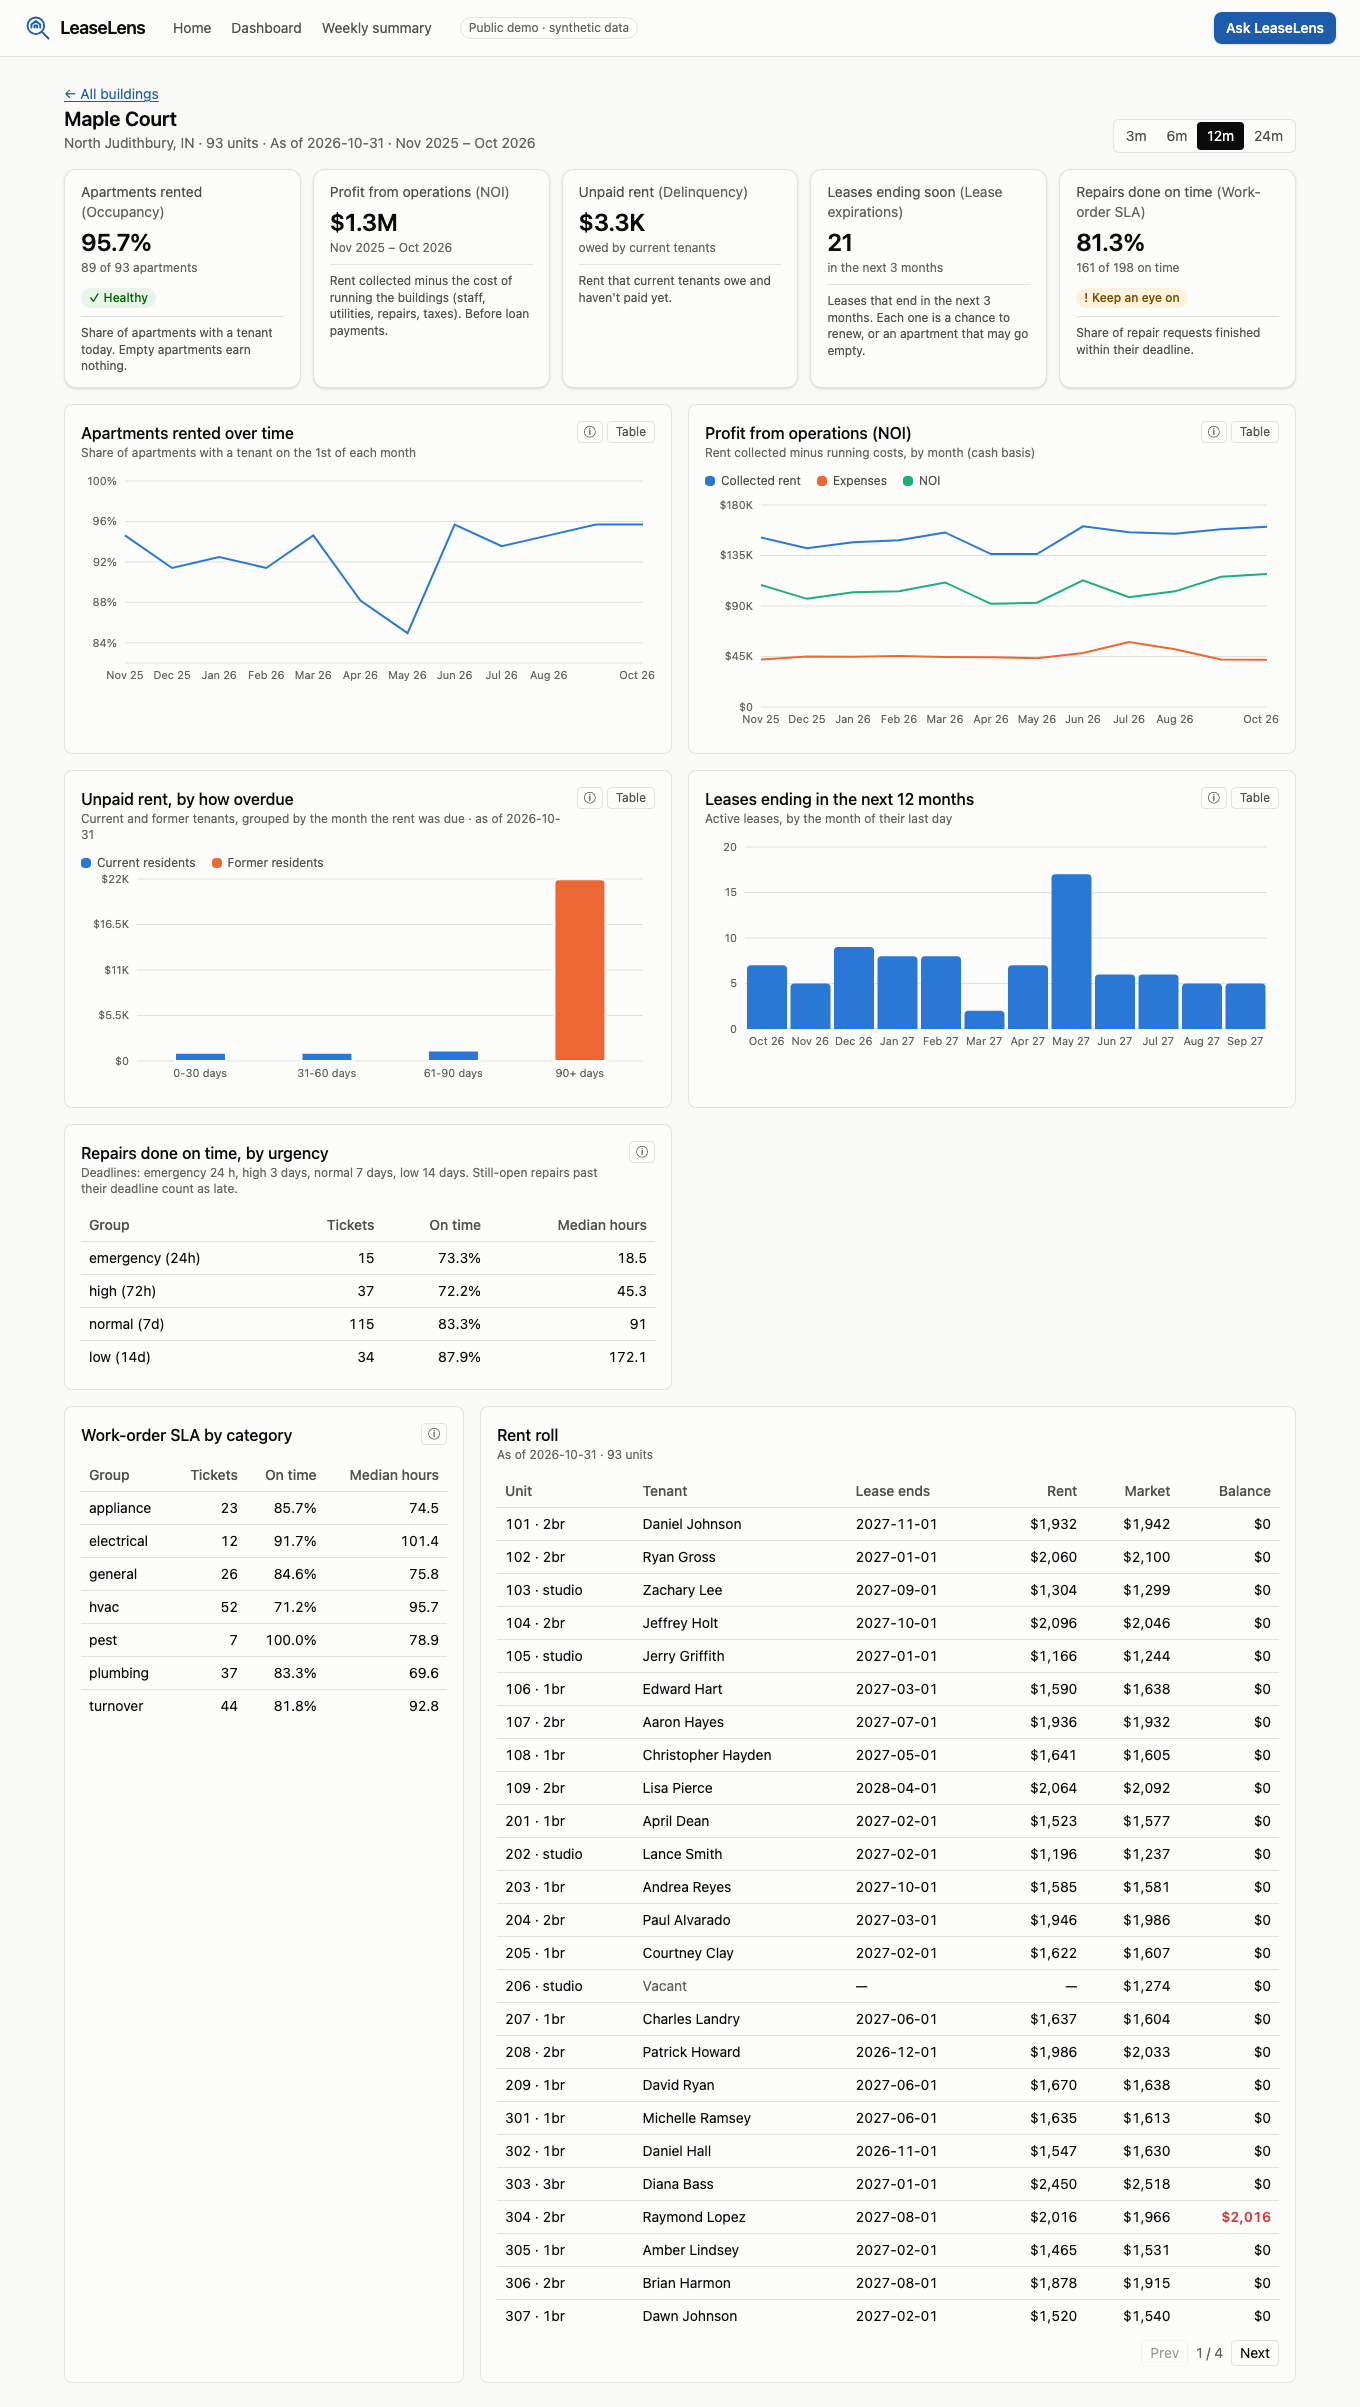 LeaseLens Home Dashboard Weekly summary Public demo · synthetic data Ask LeaseLens
← All buildings
Maple Court
North Judithbury, IN · 93 units · As of 2026-10-31 · Nov 2025 – Oct 2026
3m 6m 12m 24m
Apartments rented
(Occupancy)
95.7%
89 of 93 apartments
✓ Healthy
Share of apartments with a tenant
today. Empty apartments earn
nothing.
Profit from operations (NOI)
$1.3M
Nov 2025 – Oct 2026
Rent collected minus the cost of
running the buildings (staff,
utilities, repairs, taxes). Before loan
payments.
Unpaid rent (Delinquency)
$3.3K
owed by current tenants
Rent that current tenants owe and
haven't paid yet.
Leases ending soon (Lease
expirations)
21
in the next 3 months
Leases that end in the next 3
months. Each one is a chance to
renew, or an apartment that may go
empty.
Repairs done on time (Work-
order SLA)
81.3%
161 of 198 on time
! Keep an eye on
Share of repair requests finished
within their deadline.
Apartments rented over time
ⓘ Table
Share of apartments with a tenant on the 1st of each month
100%
96%
92%
88%
84%
Nov 25 Dec 25 Jan 26 Feb 26 Mar 26 Apr 26 May 26 Jun 26 Jul 26 Aug 26 Oct 26
Profit from operations (NOI)
ⓘ Table
Rent collected minus running costs, by month (cash basis)
Collected rent Expenses NOI
$180K
$135K
$90K
$45K
$0
Nov 25 Dec 25 Jan 26 Feb 26 Mar 26 Apr 26 May 26 Jun 26 Jul 26 Aug 26 Oct 26
Unpaid rent, by how overdue
ⓘ Table
Current and former tenants, grouped by the month the rent was due · as of 2026-10-
31
Current residents Former residents
$22K
$16.5K
$11K
$5.5K
$0
0-30 days 31-60 days 61-90 days 90+ days
Leases ending in the next 12 months
ⓘ Table
Active leases, by the month of their last day
20
15
10
5
0
Oct 26 Nov 26 Dec 26 Jan 27 Feb 27 Mar 27 Apr 27 May 27 Jun 27 Jul 27 Aug 27 Sep 27
Repairs done on time, by urgency
ⓘ
Deadlines: emergency 24 h, high 3 days, normal 7 days, low 14 days. Still-open repairs past
their deadline count as late.
Group Tickets On time Median hours
emergency (24h) 15 73.3% 18.5
high (72h) 37 72.2% 45.3
normal (7d) 115 83.3% 91
low (14d) 34 87.9% 172.1
Work-order SLA by category
ⓘ
Group Tickets On time Median hours
appliance 23 85.7% 74.5
electrical 12 91.7% 101.4
general 26 84.6% 75.8
hvac 52 71.2% 95.7
pest 7 100.0% 78.9
plumbing 37 83.3% 69.6
turnover 44 81.8% 92.8
Rent roll
As of 2026-10-31 · 93 units
Unit Tenant Lease ends Rent Market Balance
101 · 2br Daniel Johnson 2027-11-01 $1,932 $1,942 $0
102 · 2br Ryan Gross 2027-01-01 $2,060 $2,100 $0
103 · studio Zachary Lee 2027-09-01 $1,304 $1,299 $0
104 · 2br Jeffrey Holt 2027-10-01 $2,096 $2,046 $0
105 · studio Jerry Griffith 2027-01-01 $1,166 $1,244 $0
106 · 1br Edward Hart 2027-03-01 $1,590 $1,638 $0
107 · 2br Aaron Hayes 2027-07-01 $1,936 $1,932 $0
108 · 1br Christopher Hayden 2027-05-01 $1,641 $1,605 $0
109 · 2br Lisa Pierce 2028-04-01 $2,064 $2,092 $0
201 · 1br April Dean 2027-02-01 $1,523 $1,577 $0
202 · studio Lance Smith 2027-02-01 $1,196 $1,237 $0
203 · 1br Andrea Reyes 2027-10-01 $1,585 $1,581 $0
204 · 2br Paul Alvarado 2027-03-01 $1,946 $1,986 $0
205 · 1br Courtney Clay 2027-02-01 $1,622 $1,607 $0
206 · studio Vacant — — $1,274 $0
207 · 1br Charles Landry 2027-06-01 $1,637 $1,604 $0
208 · 2br Patrick Howard 2026-12-01 $1,986 $2,033 $0
209 · 1br David Ryan 2027-06-01 $1,670 $1,638 $0
301 · 1br Michelle Ramsey 2027-06-01 $1,635 $1,613 $0
302 · 1br Daniel Hall 2026-11-01 $1,547 $1,630 $0
303 · 3br Diana Bass 2027-01-01 $2,450 $2,518 $0
304 · 2br Raymond Lopez 2027-08-01 $2,016 $1,966 $2,016
305 · 1br Amber Lindsey 2027-02-01 $1,465 $1,531 $0
306 · 2br Brian Harmon 2027-08-01 $1,878 $1,915 $0
307 · 1br Dawn Johnson 2027-02-01 $1,520 $1,540 $0
Prev 1 / 4 Next